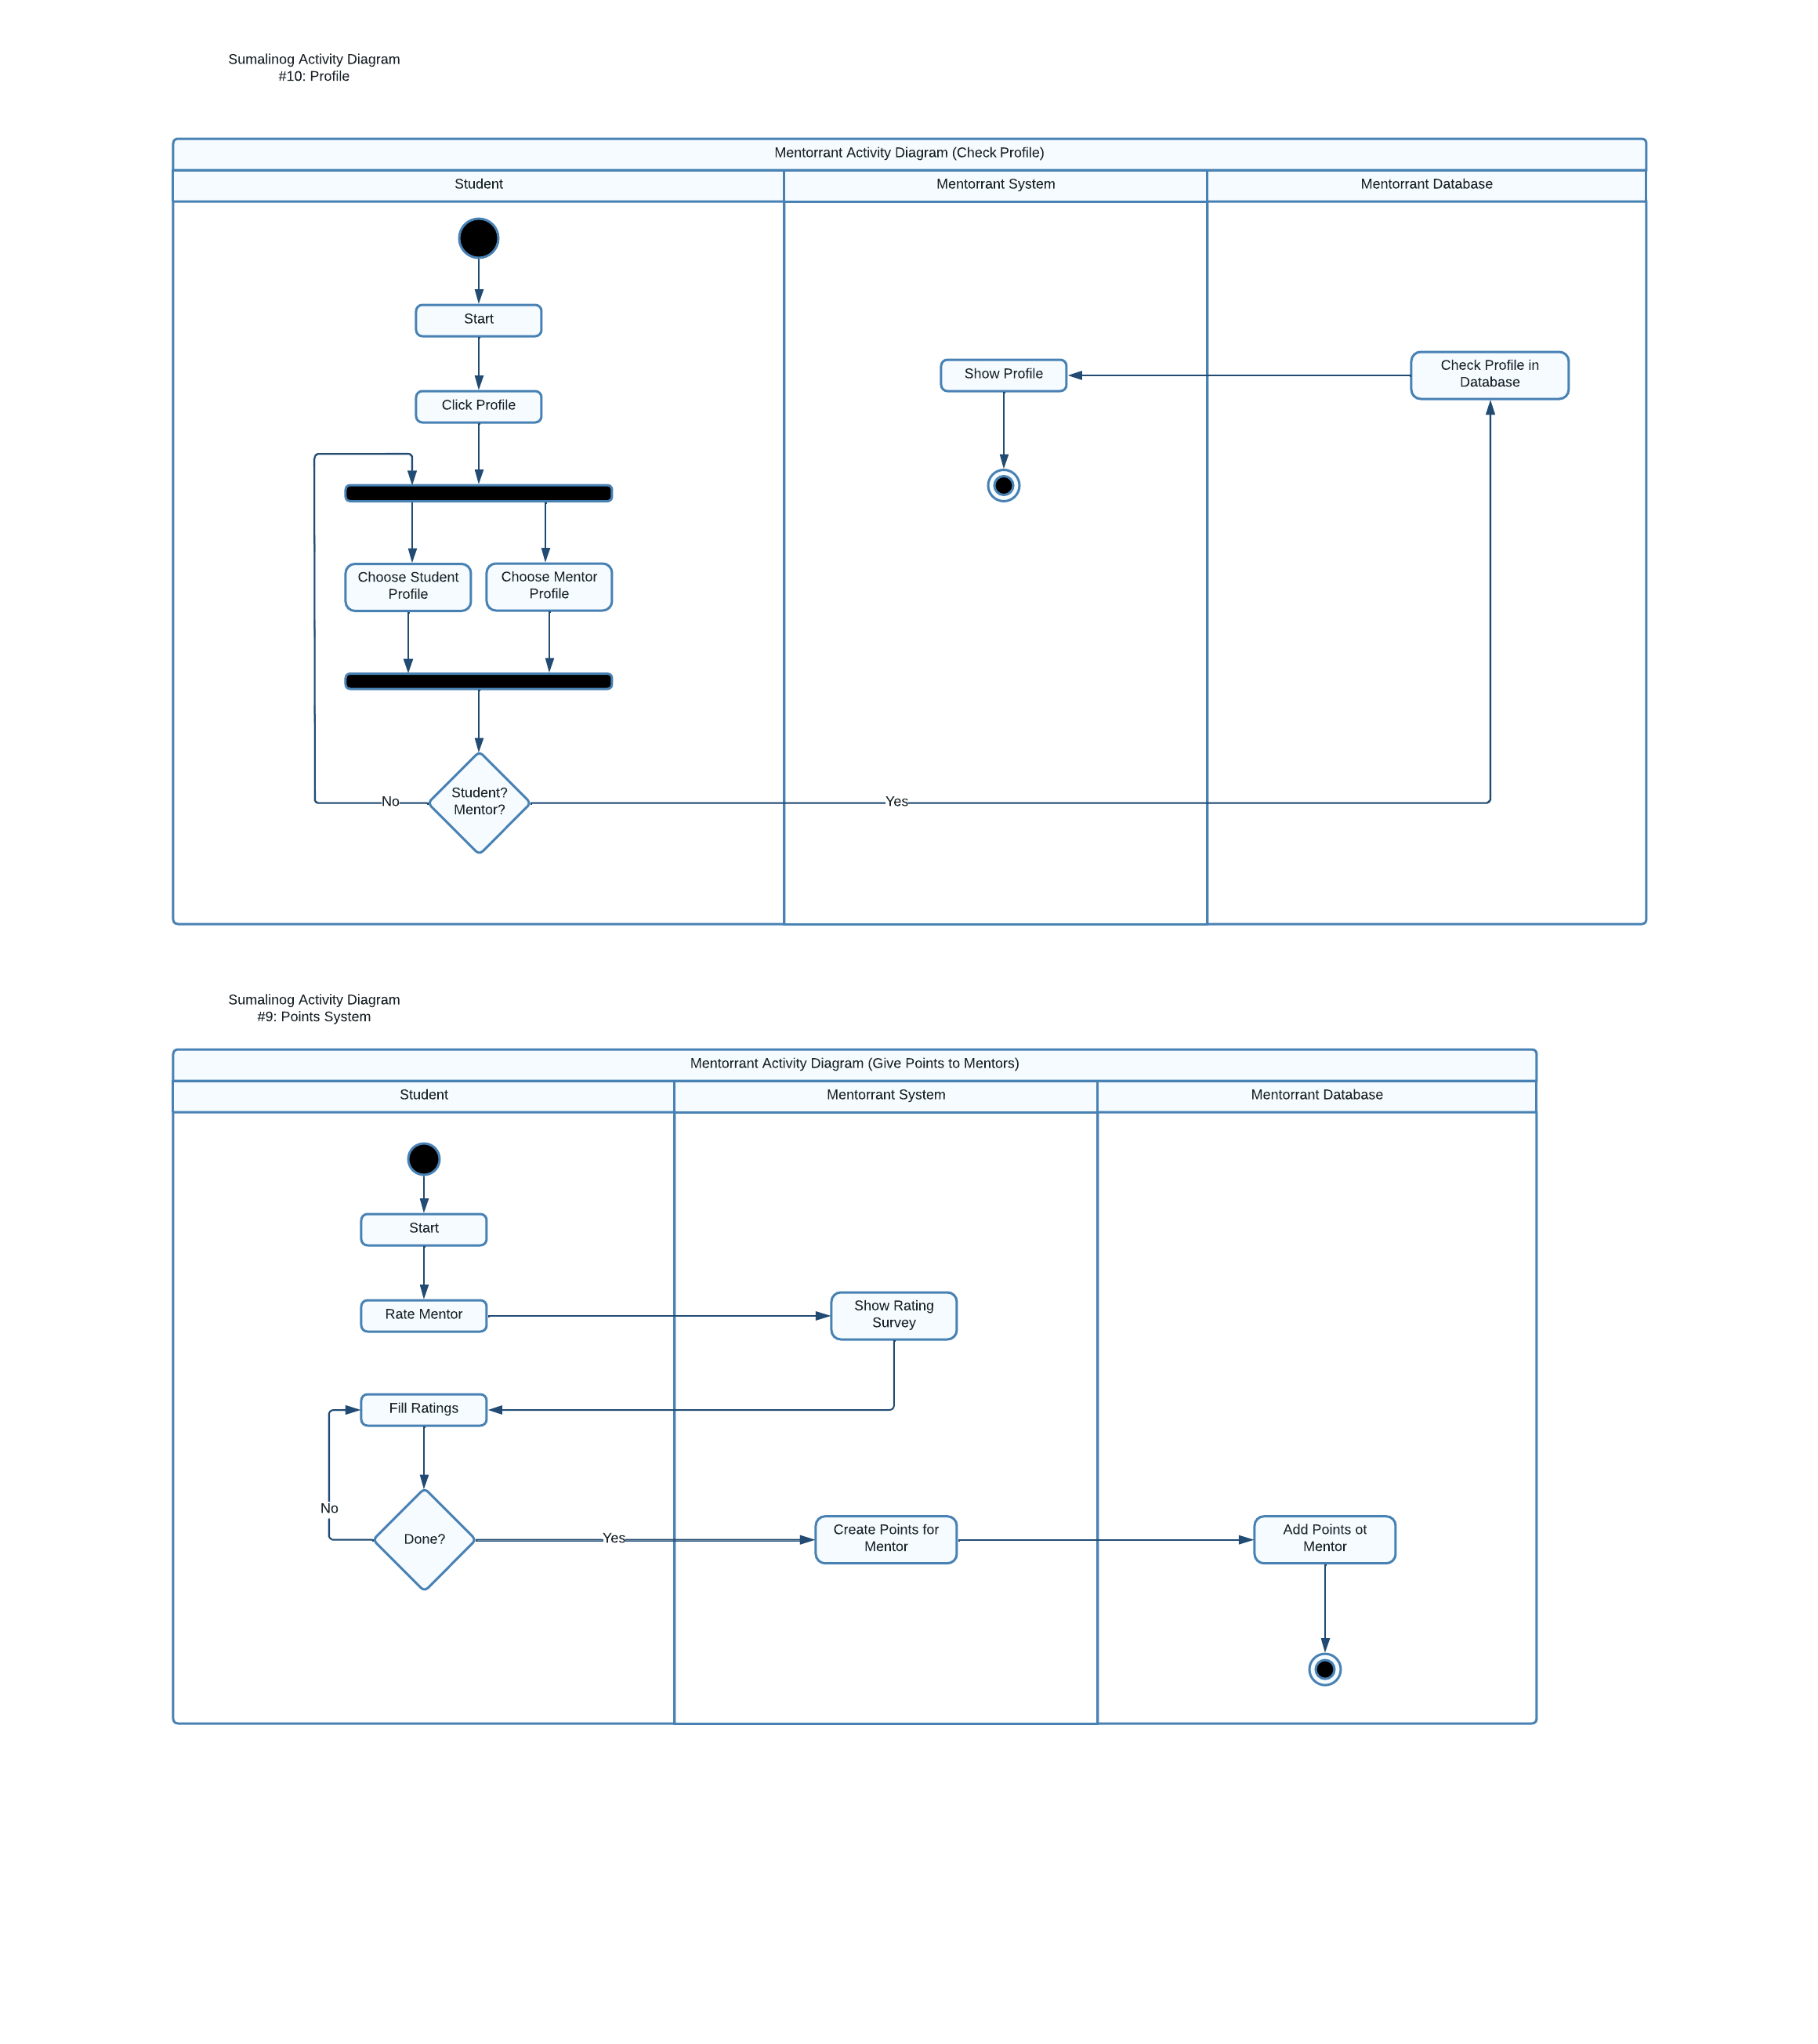 Sumalinog Activity Diagram
#10: Profile
Mentorrant Activity Diagram (Check Profile)
Student
Mentorrant System
Mentorrant Database
Start
Click Profile
Show Profile
Check Profile in
Database
Choose Student
Profile
Choose Mentor
Profile
Student?
Mentor?
No
Yes
Sumalinog Activity Diagram
#9: Points System
Mentorrant Activity Diagram (Give Points to Mentors)
Student
Mentorrant System
Mentorrant Database
Start
Rate Mentor
Show Rating
Survey
Fill Ratings
No
Done?
Yes
Create Points for
Mentor
Add Points ot
Mentor